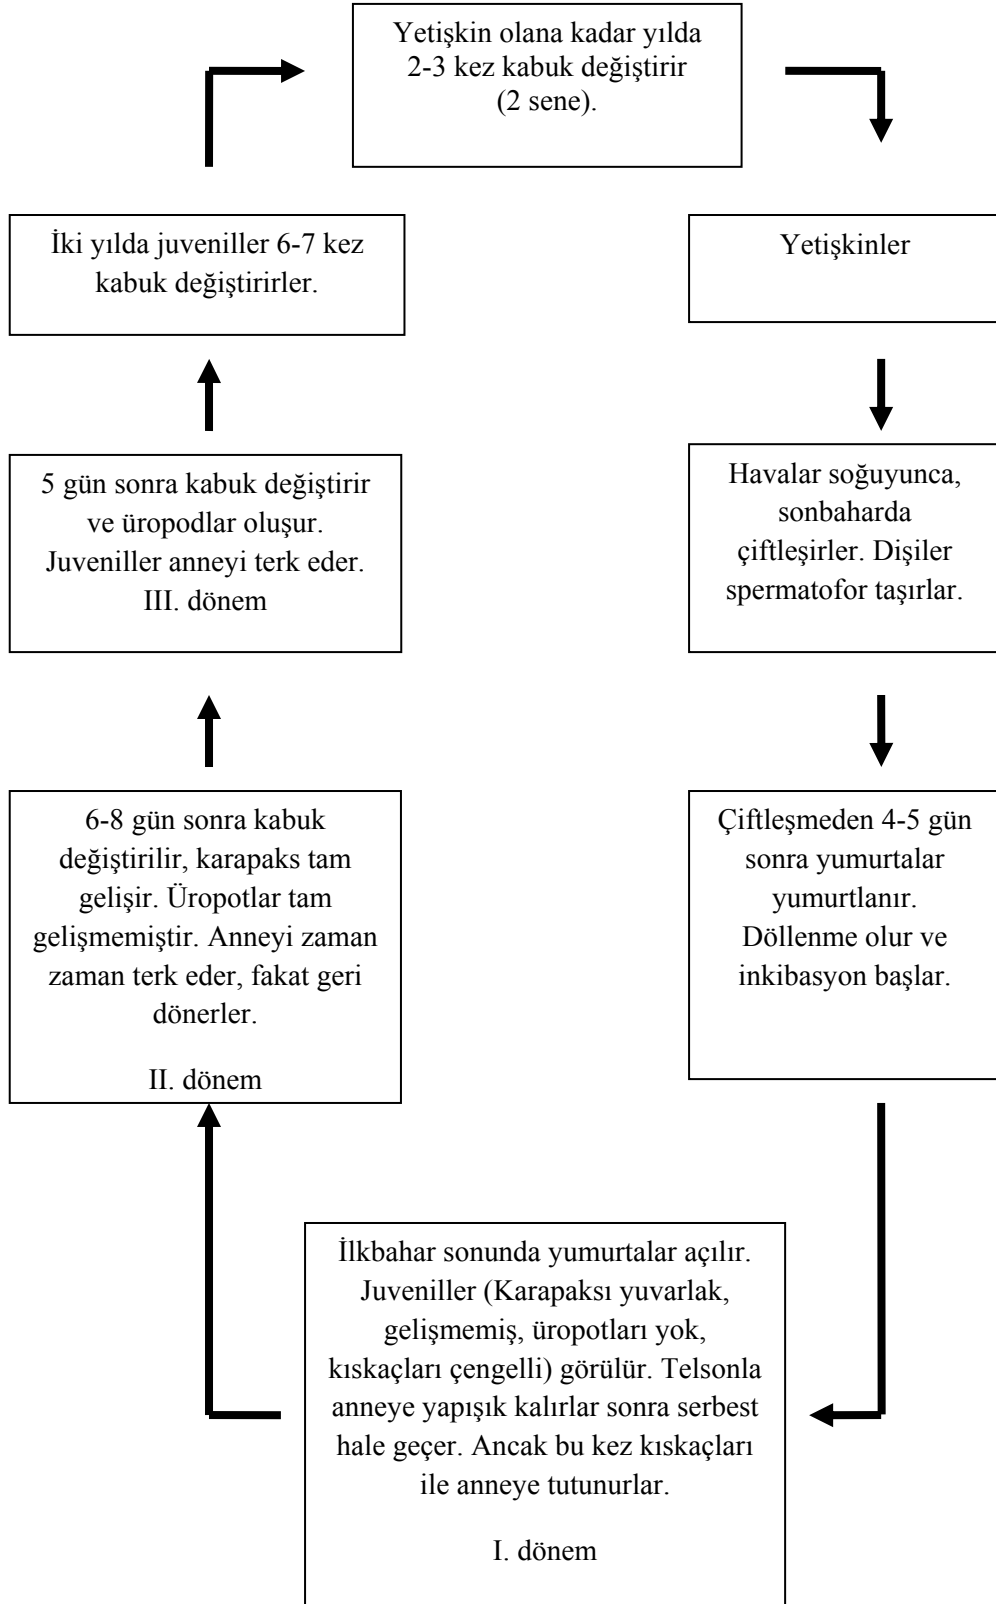 Yetişkin olana kadar yılda
2-3 kez kabuk değiştirir
(2 sene).
İki yılda juveniller 6-7 kez
kabuk değiştirirler.
Yetişkinler
5 gün sonra kabuk değiştirir
ve üropodlar oluşur.
Juveniller anneyi terk eder.
III. dönem
Havalar soğuyunca,
sonbaharda
çiftleşirler. Dişiler
spermatofor taşırlar.
6-8 gün sonra kabuk
değiştirilir, karapaks tam
gelişir. Üropotlar tam
gelişmemiştir. Anneyi zaman
zaman terk eder, fakat geri
dönerler.
II. dönem
Çiftleşmeden 4-5 gün
sonra yumurtalar
yumurtlanır.
Döllenme olur ve
inkibasyon başlar.
İlkbahar sonunda yumurtalar açılır.
Juveniller (Karapaksı yuvarlak,
gelişmemiş, üropotları yok,
kıskaçları çengelli) görülür. Telsonla
anneye yapışık kalırlar sonra serbest
hale geçer. Ancak bu kez kıskaçları
ile anneye tutunurlar.
I. dönem